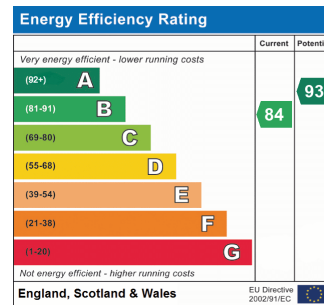 Energy Efficiency Rating
Current Potenti
Very energy efficient - lower running costs
(92+) A
(81-91) B
(69-80) C
(55-68) D
(39-54) E
(21-38) F
(1-20) G
84
93
Not energy efficient - higher running costs
England, Scotland & Wales
EU Directive
2002/91/EC